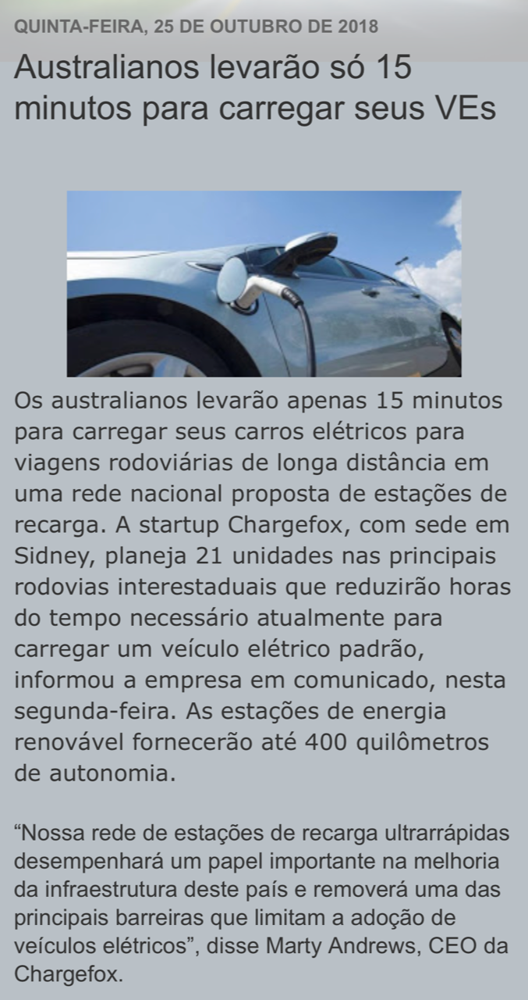 QUINTA-FEIRA, 25 DE OUTUBRO DE 2018
Australianos levarão só 15
minutos para carregar seus VEs
Os australianos levarão apenas 15 minutos
para carregar seus carros elétricos para
viagens rodoviárias de longa distância em
uma rede nacional proposta de estações de
recarga. A startup Chargefox, com sede em
Sidney, planeja 21 unidades nas principais
rodovias interestaduais que reduzirão horas
do tempo necessário atualmente para
carregar um veículo elétrico padrão,
informou a empresa em comunicado, nesta
segunda-feira. As estações de energia
renovável fornecerão até 400 quilômetros
de autonomia.
“Nossa rede de estações de recarga ultrarrápidas
desempenhará um papel importante na melhoria
da infraestrutura deste país e removerá uma das
principais barreiras que limitam a adoção de
veículos elétricos”, disse Marty Andrews, CEO da
Chargefox.